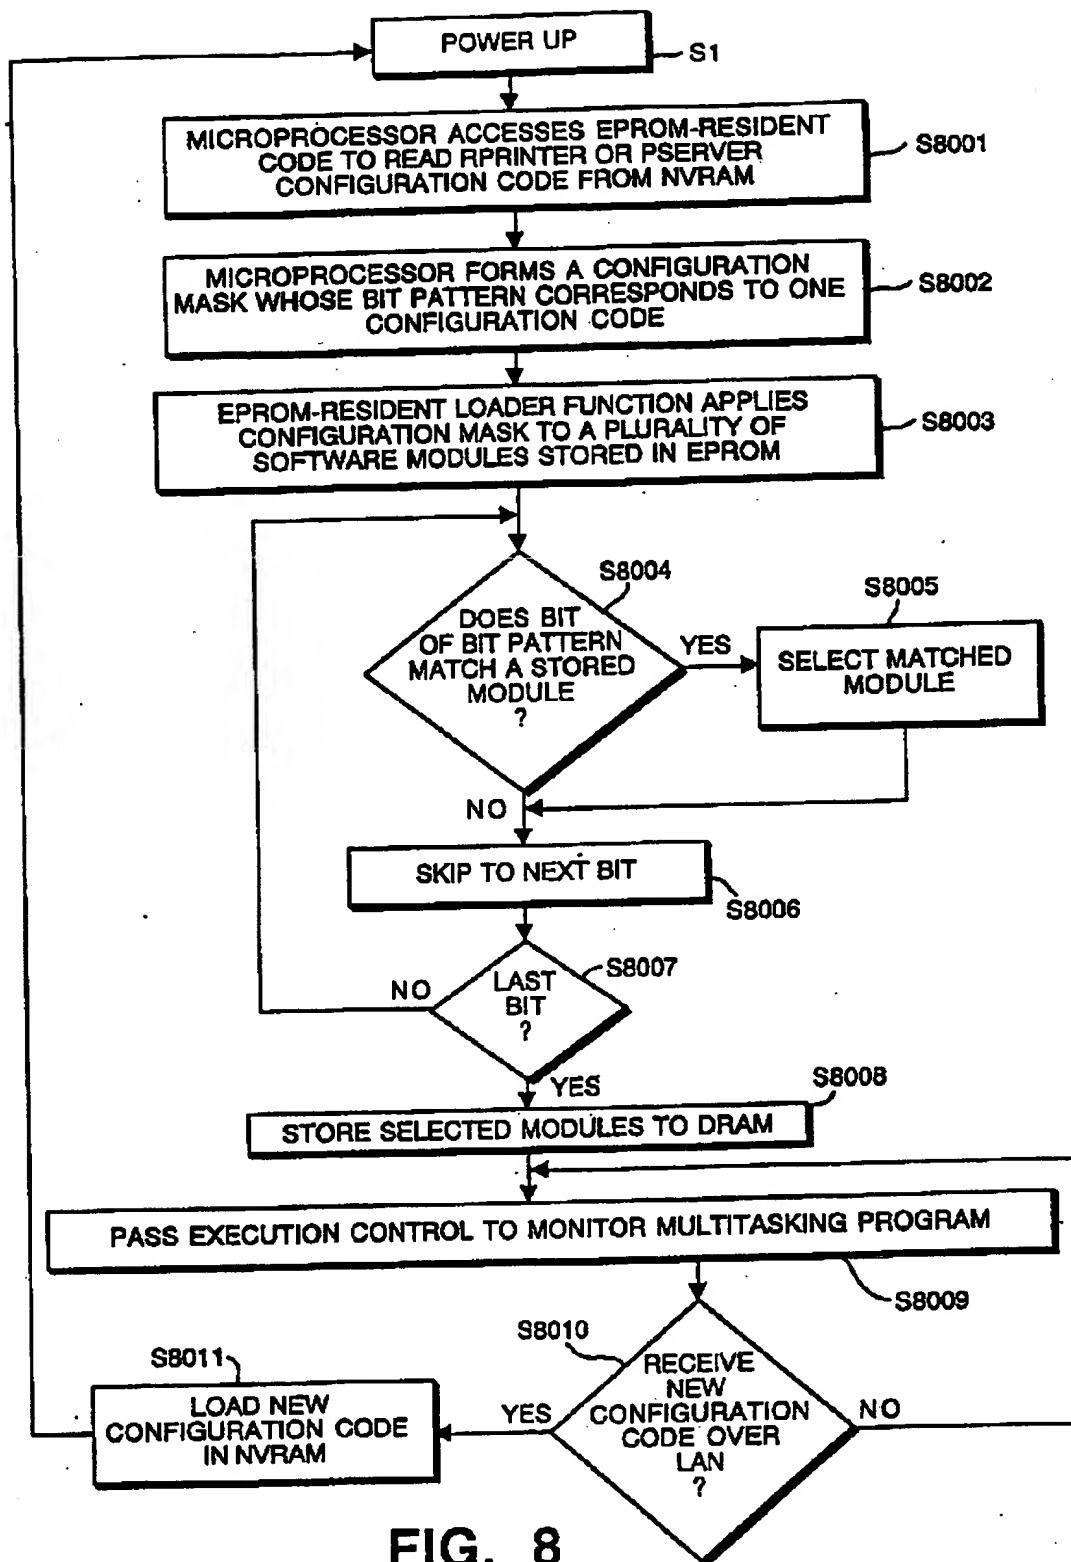 POWER UP
S1
MICROPROCESSOR ACCESSES EPROM-RESIDENT
CODE TO READ RPRINTER OR PSERVER
CONFIGURATION CODE FROM NVRAM
S8001
MICROPROCESSOR FORMS A CONFIGURATION
MASK WHOSE BIT PATTERN CORRESPONDS TO ONE
CONFIGURATION CODE
S8002
EPROM-RESIDENT LOADER FUNCTION APPLIES
CONFIGURATION MASK TO A PLURALITY OF
SOFTWARE MODULES STORED IN EPROM
S8003
S8004
DOES BIT
OF BIT PATTERN
MATCH A STORED
MODULE
?
YES
S8005
SELECT MATCHED
MODULE
NO
SKIP TO NEXT BIT
S8006
S8007
LAST
BIT
?
NO
YES
S8008
STORE SELECTED MODULES TO DRAM
PASS EXECUTION CONTROL TO MONITOR MULTITASKING PROGRAM
S8009
S8010
RECEIVE
NEW
CONFIGURATION
CODE OVER
LAN
?
YES
NO
S8011
LOAD NEW
CONFIGURATION CODE
IN NVRAM
FIG. 8